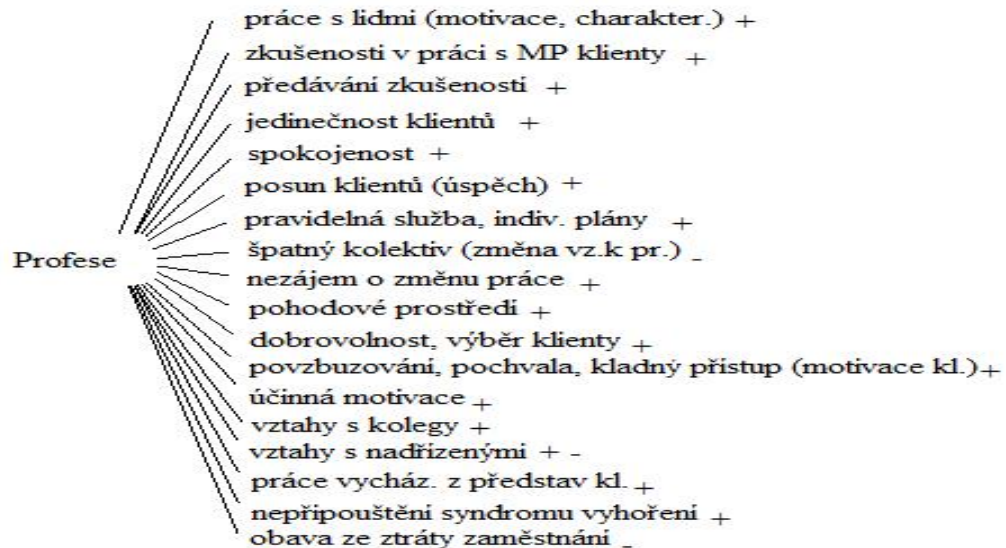 práce s lidmi (motivace, charakter.) +
zkušenosti v práci s MP klienty +
předávání zkušeností +
jedinečnost klientů +
spokojenost +
posun klientů (úspěch) +
pravidelná služba, indiv. plány +
špatný kolektiv (změna vz.k pr.) -
Profese
nezájem o změnu práce +
pohodové prostředí +
dobrovolnost, výběr klienty +
povzbuzování, pochvala, kladný přístup (motivace kl.)+
účinná motivace +
vztahy s kolegy +
vztahy s nadřízenými + -
práce vycház. z představ kl. +
nepřipouštění syndromu vyhoření +
obava ze ztráty zaměstnání -